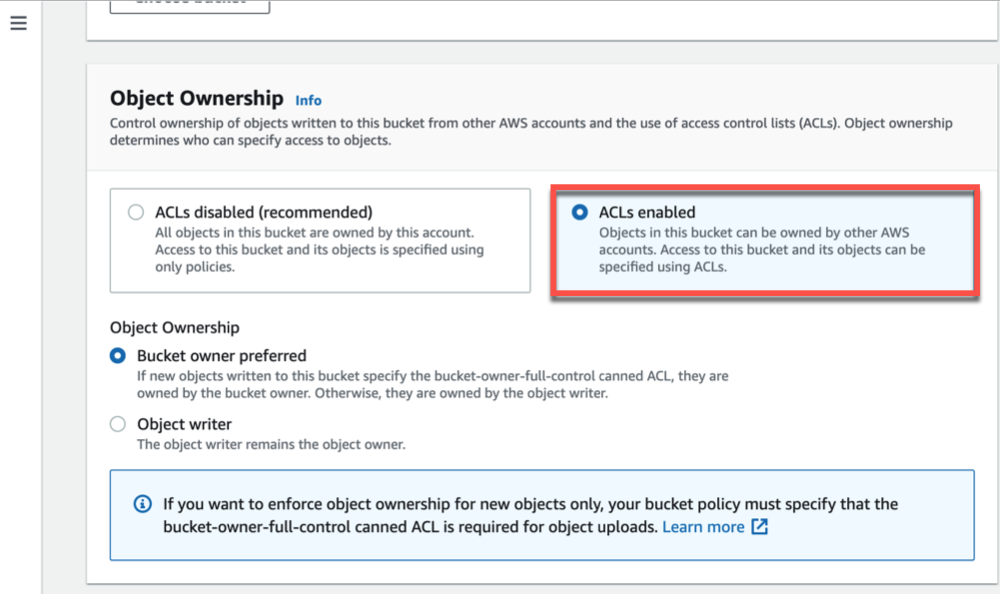 Object Ownership Info
Control ownership of objects written to this bucket from other AWS accounts and the use of access control lists (ACLs). Object ownership
determines who can specify access to objects.
ACLs disabled (recommended)
All objects in this bucket are owned by this account.
Access to this bucket and its objects is specified using
only policies.
ACLs enabled
Objects in this bucket can be owned by other AWS
accounts. Access to this bucket and its objects can be
specified using ACLs.
Object Ownership
Bucket owner preferred
If new objects written to this bucket specify the bucket-owner-full-control canned ACL, they are
owned by the bucket owner. Otherwise, they are owned by the object writer.
Object writer
The object writer remains the object owner.
If you want to enforce object ownership for new objects only, your bucket policy must specify that the
bucket-owner-full-control canned ACL is required for object uploads. Learn more